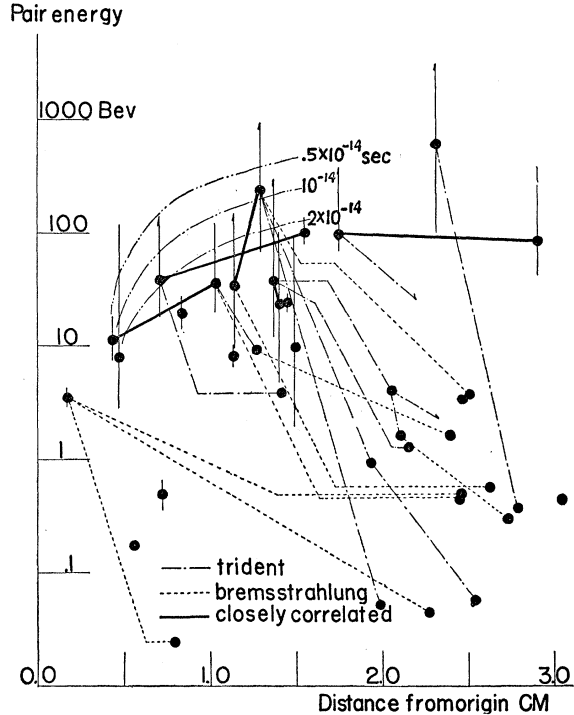 Pair energy
1000 Bev
.5×10⁻¹⁴ sec
10⁻¹⁴
2×10⁻¹⁴
100
10
1
.1
trident
bremsstrahlung
closely correlated
0.0 1.0 2.0 3.0
Distance fromorigin CM